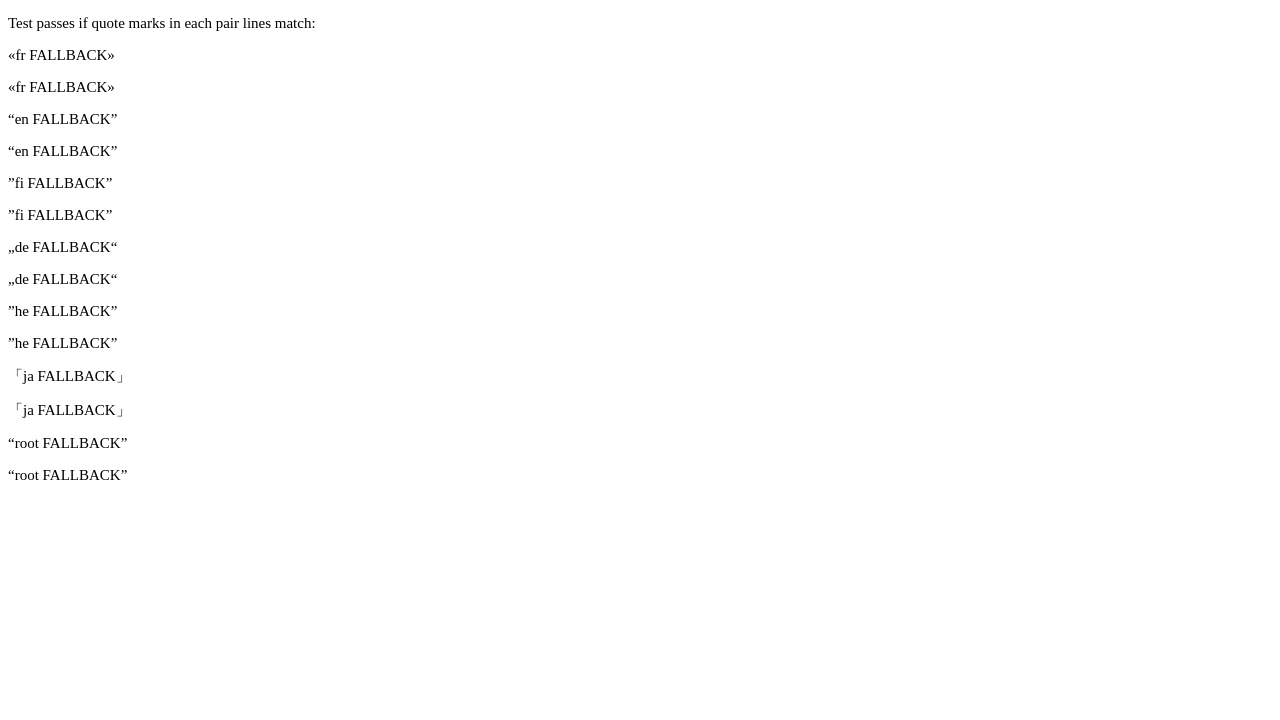 Test passes if quote marks in each pair lines match:
«fr FALLBACK»
«fr FALLBACK»
“en FALLBACK”
“en FALLBACK”
”fi FALLBACK”
”fi FALLBACK”
„de FALLBACK“
„de FALLBACK“
”he FALLBACK”
”he FALLBACK”
「ja FALLBACK」
「ja FALLBACK」
“root FALLBACK”
“root FALLBACK”